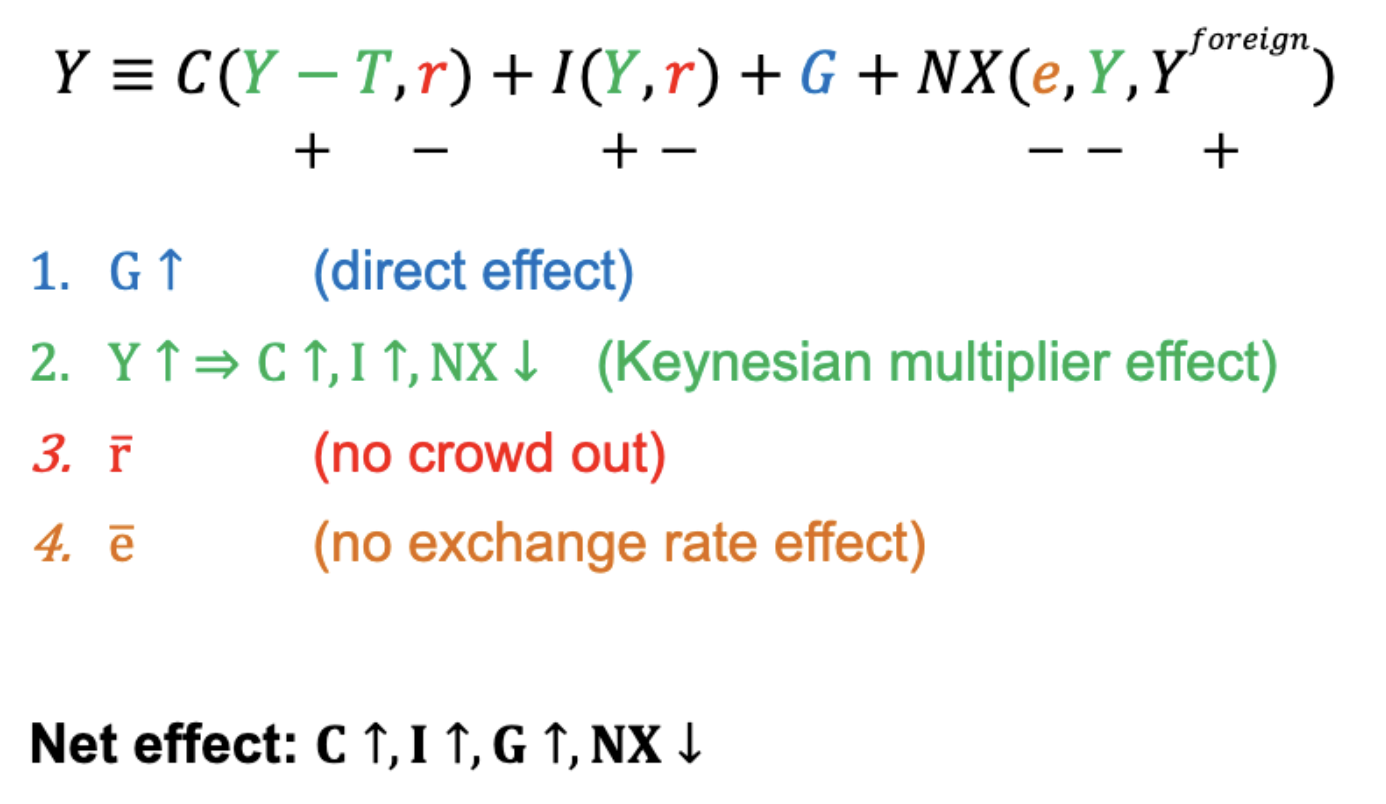 Y ≡ C(Y − T, r) + I(Y, r) + G + NX(e, Y, Y^foreign)
+ − + − − − +
1. G ↑ (direct effect)
2. Y ↑ ⇒ C ↑, I ↑, NX ↓ (Keynesian multiplier effect)
3. r̄ (no crowd out)
4. ē (no exchange rate effect)
Net effect: C ↑, I ↑, G ↑, NX ↓